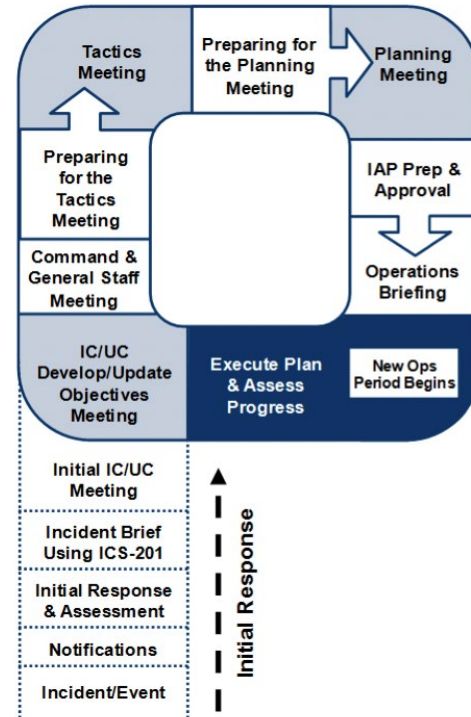 Tactics
Meeting
Preparing for
the Planning
Meeting
Planning
Meeting
Preparing
for the
Tactics
Meeting
IAP Prep &
Approval
Command &
General Staff
Meeting
Operations
Briefing
IC/UC
Develop/Update
Objectives
Meeting
Execute Plan
& Assess
Progress
New Ops
Period Begins
Initial IC/UC
Meeting
Incident Brief
Using ICS-201
Initial Response
& Assessment
Notifications
Incident/Event
Initial Response